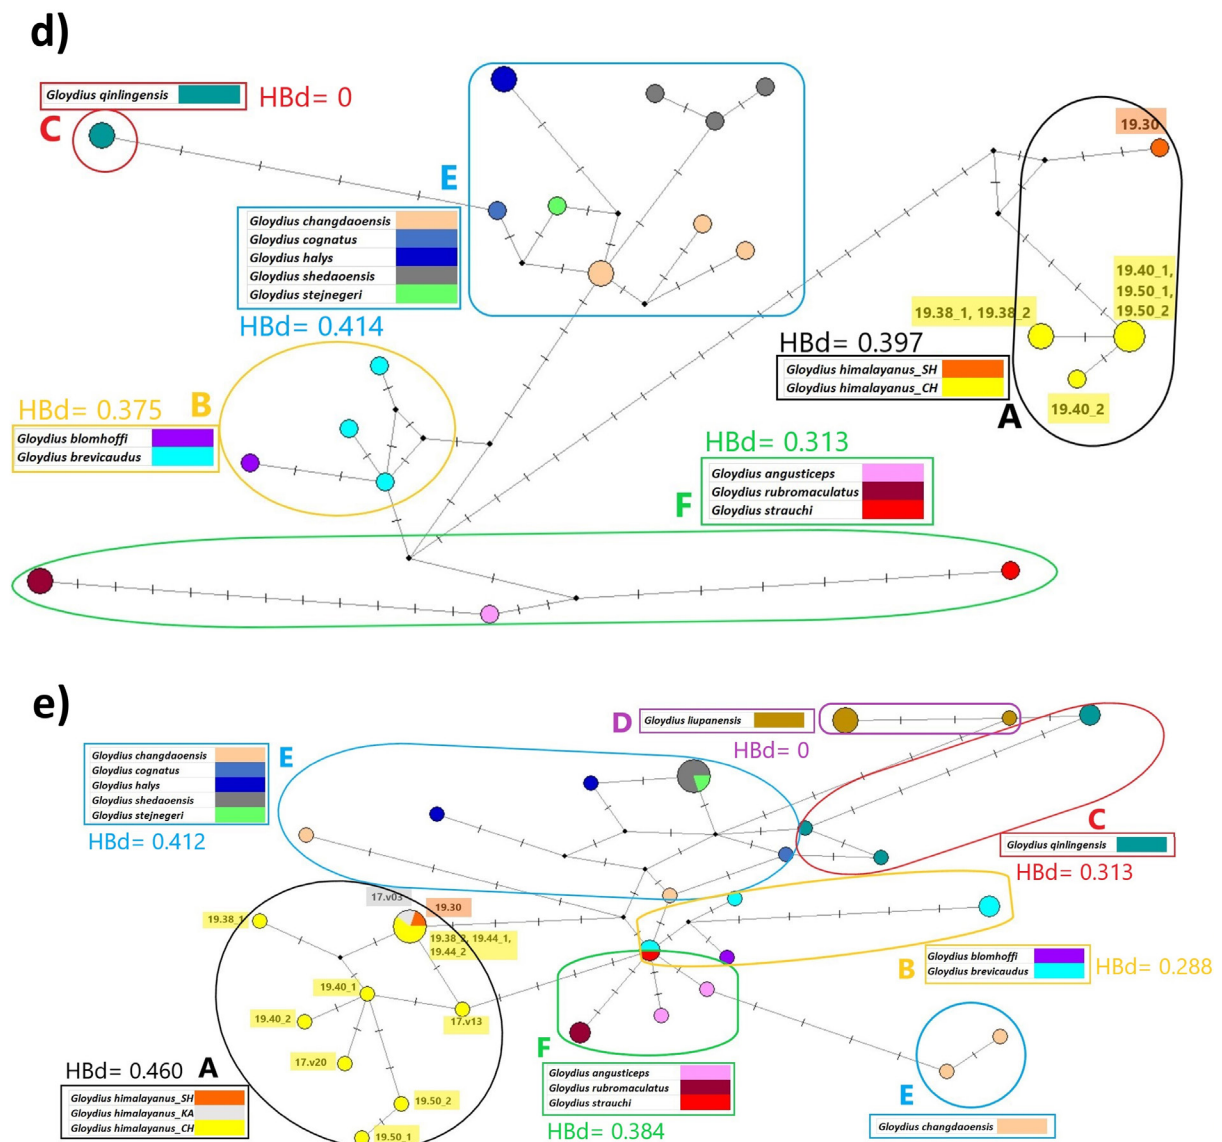 d)
Gloydius qinlingensis
HBd= 0
C
E
Gloydius changdaoensis
Gloydius cognatus
Gloydius halys
Gloydius shedaoensis
Gloydius stejnegeri
HBd= 0.414
19.30
19.40_1,
19.50_1,
19.50_2
19.38_1, 19.38_2
HBd= 0.397
Gloydius himalayanus_SH
Gloydius himalayanus_CH
19.40_2
A
HBd= 0.375
B
Gloydius blomhoffi
Gloydius brevicaudus
HBd= 0.313
Gloydius angusticeps
Gloydius rubromaculatus
Gloydius strauchi
F
e)
D
Gloydius liupanensis
HBd= 0
Gloydius changdaoensis
Gloydius cognatus
Gloydius halys
Gloydius shedaoensis
Gloydius stejnegeri
E
HBd= 0.412
C
Gloydius qinlingensis
HBd= 0.313
17.v03
19.30
19.38_1
19.38_2, 19.44_1,
19.44_2
19.40_1
19.40_2
17.v13
17.v20
19.50_2
19.50_1
B
Gloydius blomhoffi
Gloydius brevicaudus
HBd= 0.288
HBd= 0.460
A
Gloydius himalayanus_SH
Gloydius himalayanus_KA
Gloydius himalayanus_CH
F
Gloydius angusticeps
Gloydius rubromaculatus
Gloydius strauchi
HBd= 0.384
E
Gloydius changdaoensis